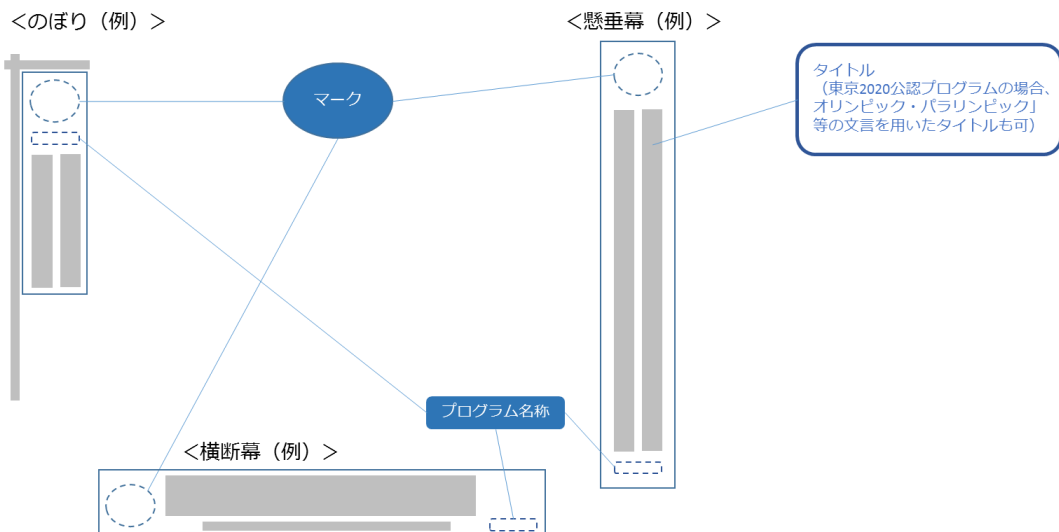 ＜のぼり（例）＞
＜懸垂幕（例）＞
マーク
タイトル
（東京2020公認プログラムの場合、
オリンピック・パラリンピック」
等の文言を用いたタイトルも可）
プログラム名称
＜横断幕（例）＞